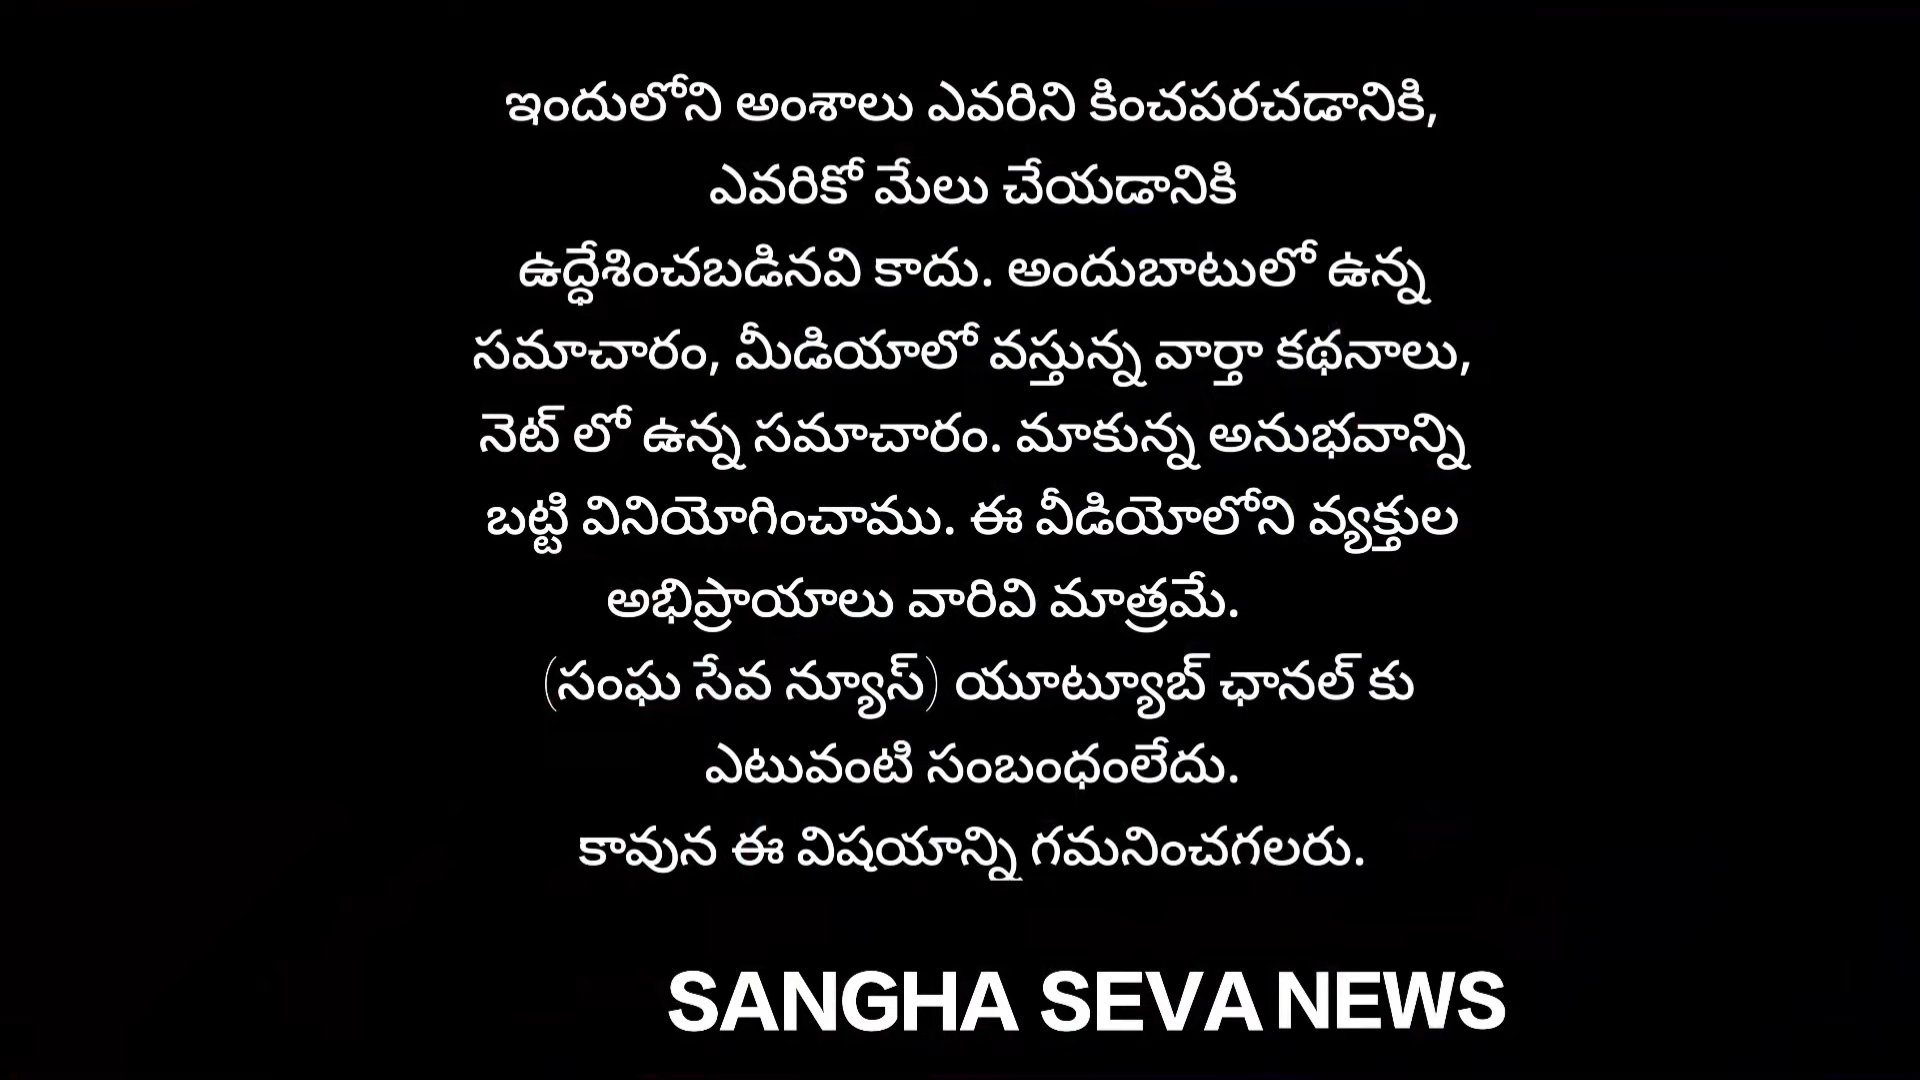 ఇందులోని అంశాలు ఎవరిని కించపరచడానికి,
ఎవరికో మేలు చేయడానికి
ఉద్ధేశించబడినవి కాదు. అందుబాటులో ఉన్న
సమాచారం, మీడియాలో వస్తున్న వార్తా కథనాలు,
నెట్ లో ఉన్న సమాచారం. మాకున్న అనుభవాన్ని
బట్టి వినియోగించాము. ఈ వీడియోలోని వ్యక్తుల
అభిప్రాయాలు వారివి మాత్రమే.
(సంఘ సేవ న్యూస్) యూట్యూబ్ ఛానల్ కు
ఎటువంటి సంబంధంలేదు.
కావున ఈ విషయాన్ని గమనించగలరు.
SANGHA SEVA NEWS